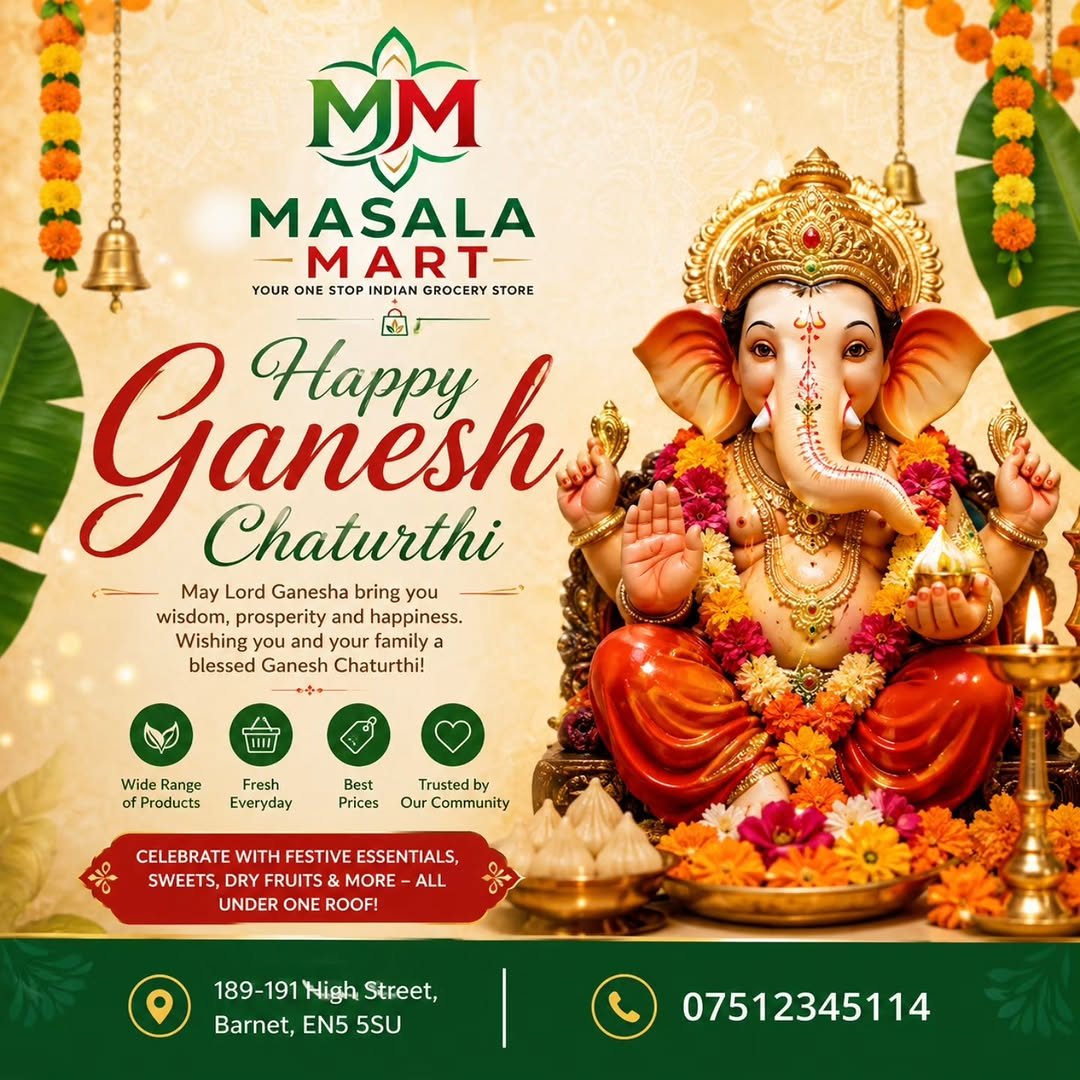 MM
MASALA
MART
YOUR ONE STOP INDIAN GROCERY STORE
Happy
Ganesh
Chaturthi
May Lord Ganesha bring you
wisdom, prosperity and happiness.
Wishing you and your family a
blessed Ganesh Chaturthi!
Wide Range
of Products
Fresh
Everyday
Best
Prices
Trusted by
Our Community
CELEBRATE WITH FESTIVE ESSENTIALS,
SWEETS, DRY FRUITS & MORE – ALL
UNDER ONE ROOF!
189-191 High Street,
Barnet, EN5 5SU
07512345114